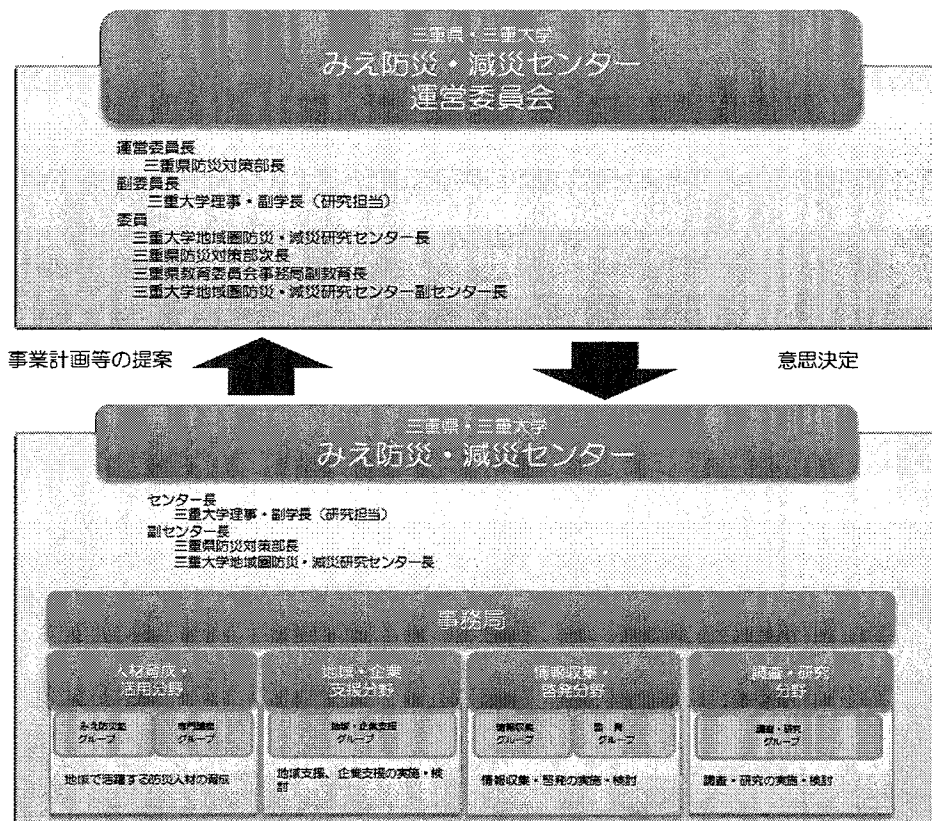 三重県・三重大学
みえ防災・減災センター
運営委員会
運営委員長
三重県防災対策部長
副委員長
三重大学理事・副学長（研究担当）
委員
三重大学地域圏防災・減災研究センター長
三重県防災対策部次長
三重県教育委員会事務局副教育長
三重大学地域圏防災・減災研究センター副センター長
事業計画等の提案
意思決定
三重県・三重大学
みえ防災・減災センター
センター長
三重大学理事・副学長（研究担当）
副センター長
三重県防災対策部長
三重大学地域圏防災・減災研究センター長
事務局
人材育成・
活用分野
みえ防災塾
グループ
専門講座
グループ
地域で活躍する防災人材の育成
地域・企業
支援分野
地域・企業支援
グループ
地域支援、企業支援の実施・検
討
情報収集・
啓発分野
情報収集
グループ
啓　発
グループ
情報収集・啓発の実施・検討
調査・研究
分野
調査・研究
グループ
調査・研究の実施・検討